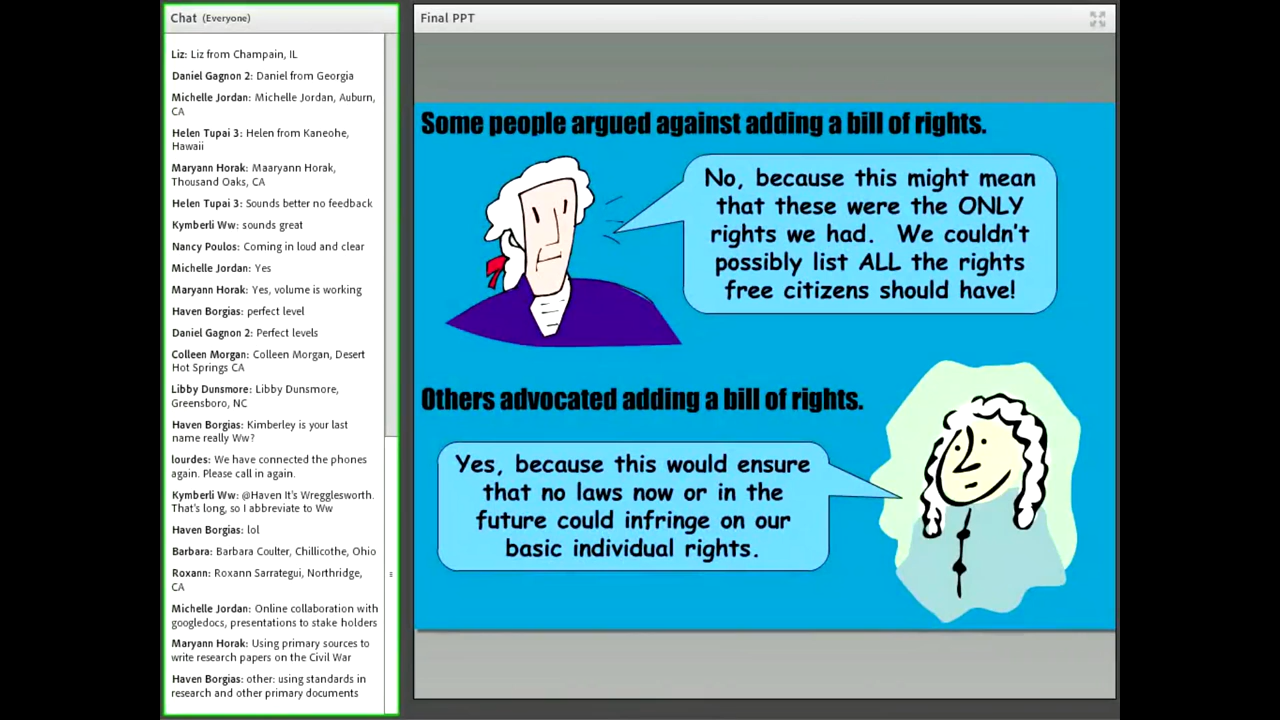 Chat (Everyone)
Liz: Liz from Champain, IL
Daniel Gagnon 2: Daniel from Georgia
Michelle Jordan: Michelle Jordan, Auburn,
CA
Helen Tupai 3: Helen from Kaneohe,
Hawaii
Maryann Horak: Maaryann Horak,
Thousand Oaks, CA
Helen Tupai 3: Sounds better no feedback
Kymberli Ww: sounds great
Nancy Poulos: Coming in loud and clear
Michelle Jordan: Yes
Maryann Horak: Yes, volume is working
Haven Borgias: perfect level
Daniel Gagnon 2: Perfect levels
Colleen Morgan: Colleen Morgan, Desert
Hot Springs CA
Libby Dunsmore: Libby Dunsmore,
Greensboro, NC
Haven Borgias: Kimberley is your last
name really Ww?
lourdes: We have connected the phones
again. Please call in again.
Kymberli Ww: @Haven It's Wregglesworth.
That's long, so I abbreviate to Ww
Haven Borgias: lol
Barbara: Barbara Coulter, Chillicothe, Ohio
Roxann: Roxann Sarrategui, Northridge,
CA
Michelle Jordan: Online collaboration with
googledocs, presentations to stake holders
Maryann Horak: Using primary sources to
write research papers on the Civil War
Haven Borgias: other: using standards in
research and other primary documents
Final PPT
Some people argued against adding a bill of rights.
No, because this might mean
that these were the ONLY
rights we had. We couldn't
possibly list ALL the rights
free citizens should have!
Others advocated adding a bill of rights.
Yes, because this would ensure
that no laws now or in the
future could infringe on our
basic individual rights.